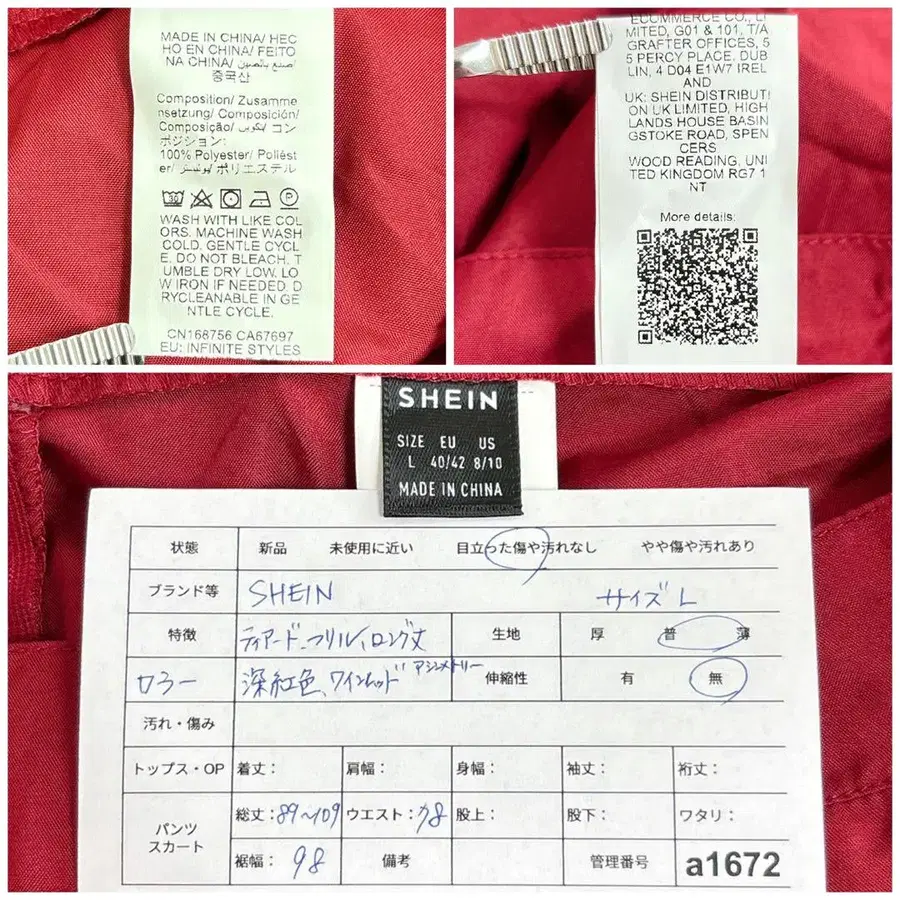 MADE IN CHINA/ HEC
HO EN CHINA/ FEITO
NA CHINA/ صنع بالصين/
중국산
Composition/ Zusamme
nsetzung/ Composición/
Composição/ コン
ポジション:
100% Polyester/ Poliést
er/ ポリエステル
WASH WITH LIKE COL
ORS. MACHINE WASH
COLD. GENTLE CYCL
E. DO NOT BLEACH. T
UMBLE DRY LOW. LO
W IRON IF NEEDED. D
RYCLEANABLE IN GE
NTLE CYCLE.
CN168756 CA67697
EU: INFINITE STYLES
ECOMMERCE CO., LI
MITED, G01 & 101, T/A
GRAFTER OFFICES, 5
5 PERCY PLACE, DUB
LIN, 4 D04 E1W7 IREL
AND
UK: SHEIN DISTRIBUTI
ON UK LIMITED, HIGH
LANDS HOUSE BASIN
GSTOKE ROAD, SPEN
CERS
WOOD READING, UNI
TED KINGDOM RG7 1
NT
More details:
SHEIN
SIZE EU US
L 40/42 8/10
MADE IN CHINA
状態 新品 未使用に近い 目立った傷や汚れなし やや傷や汚れあり
ブランド等 SHEIN サイズ L
特徴 ティアード、フリル、ロング丈 生地 厚 普 薄
アシンメトリー
カラー 深紅色、ワインレッド 伸縮性 有 無
汚れ・傷み
トップス・OP 着丈: 肩幅: 身幅: 袖丈: 裄丈:
パンツ
スカート
総丈: 89〜109 ウエスト: 78 股上: 股下: ワタリ:
裾幅: 98 備考 管理番号 a1672